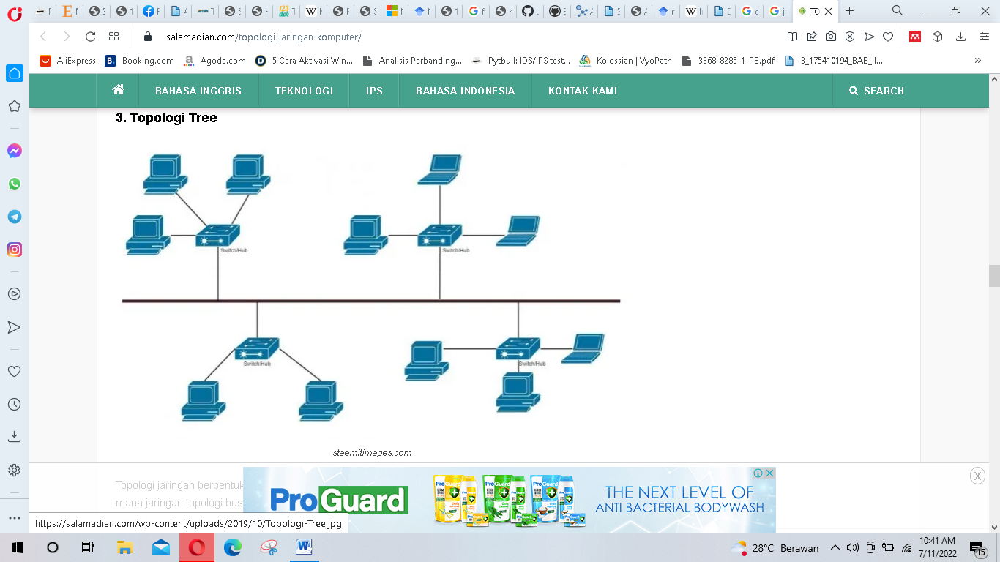 salamadian.com/topologi-jaringan-komputer/
AliExpress
Booking.com
Agoda.com
5 Cara Aktivasi Win...
Analisis Perbanding...
Pytbull: IDS/IPS test...
Koiossian | VyoPath
3368-8285-1-PB.pdf
3_175410194_BAB_II...
BAHASA INGGRIS
TEKNOLOGI
IPS
BAHASA INDONESIA
KONTAK KAMI
SEARCH
3. Topologi Tree
Switch/Hub
Switch/Hub
Switch/Hub
Switch/Hub
steemitimages.com
Topologi jaringan berbentuk
mana jaringan topologi bus
ProGuard
THE NEXT LEVEL OF
ANTI BACTERIAL BODYWASH
https://salamadian.com/wp-content/uploads/2019/10/Topologi-Tree.jpg
28°C Berawan
10:41 AM
7/11/2022
15